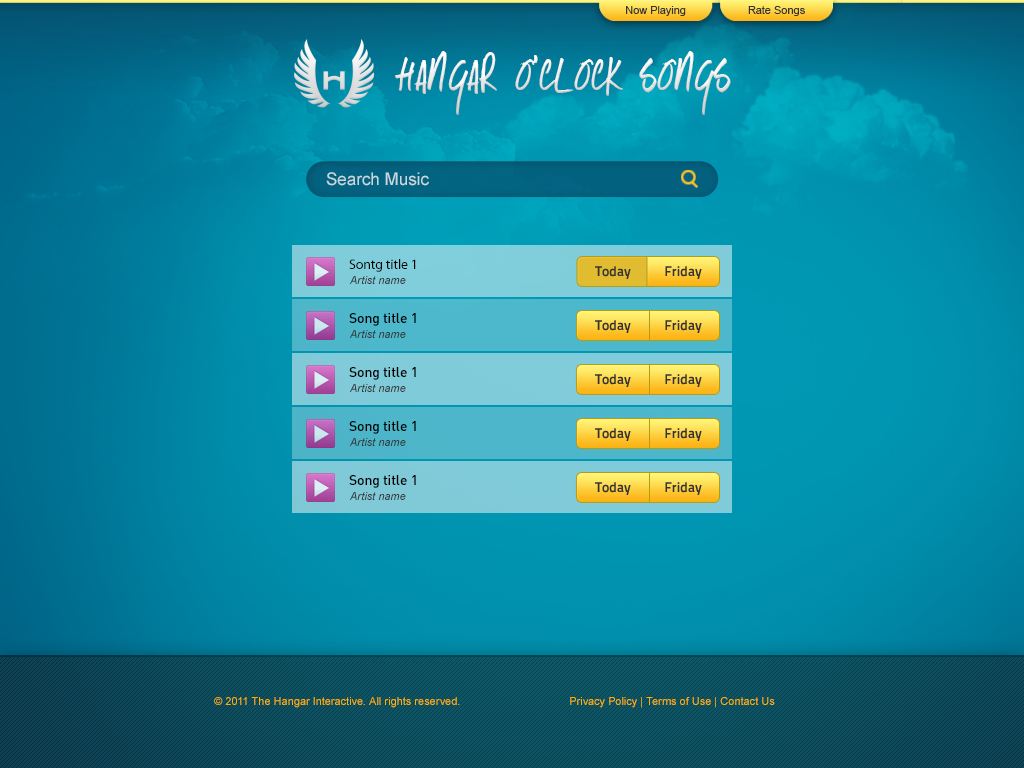 Now Playing
Rate Songs
H
HANGAR O'CLOCK SONGS
Search Music
Sontg title 1
Artist name
Today Friday
Song title 1
Artist name
Today Friday
Song title 1
Artist name
Today Friday
Song title 1
Artist name
Today Friday
Song title 1
Artist name
Today Friday
© 2011 The Hangar Interactive. All rights reserved.
Privacy Policy | Terms of Use | Contact Us